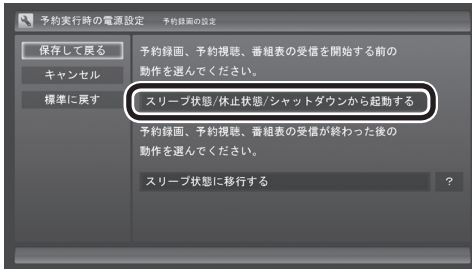 予約実行時の電源設定 予約録画の設定
保存して戻る
キャンセル
標準に戻す
予約録画、予約視聴、番組表の受信を開始する前の
動作を選んでください。
スリープ状態/休止状態/シャットダウンから起動する
予約録画、予約視聴、番組表の受信が終わった後の
動作を選んでください。
スリープ状態に移行する ?